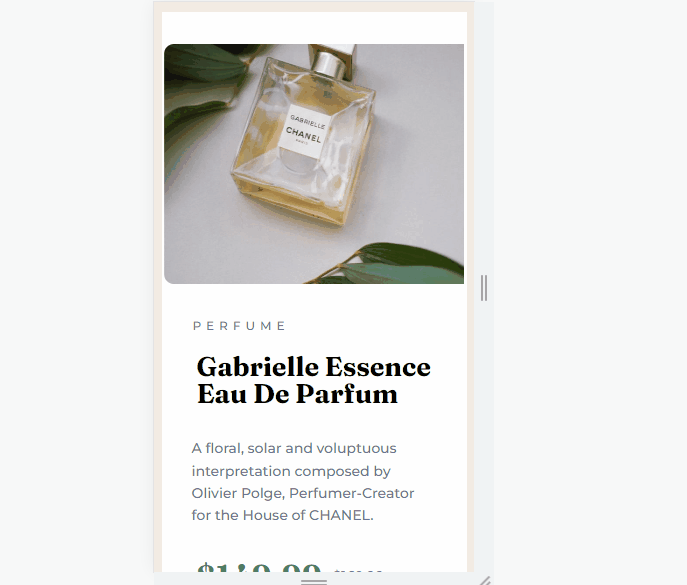 GABRIELLE
CHANEL
PARIS
PERFUME
Gabrielle Essence
Eau De Parfum
A floral, solar and voluptuous
interpretation composed by
Olivier Polge, Perfumer-Creator
for the House of CHANEL.